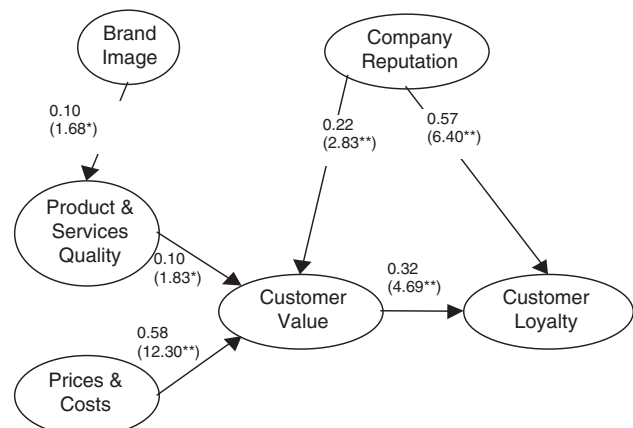 Brand
Image
Company
Reputation
0.10
(1.68*)
0.22
(2.83**)
0.57
(6.40**)
Product &
Services
Quality
0.10
(1.83*)
Customer
Value
0.32
(4.69**)
Customer
Loyalty
0.58
(12.30**)
Prices &
Costs